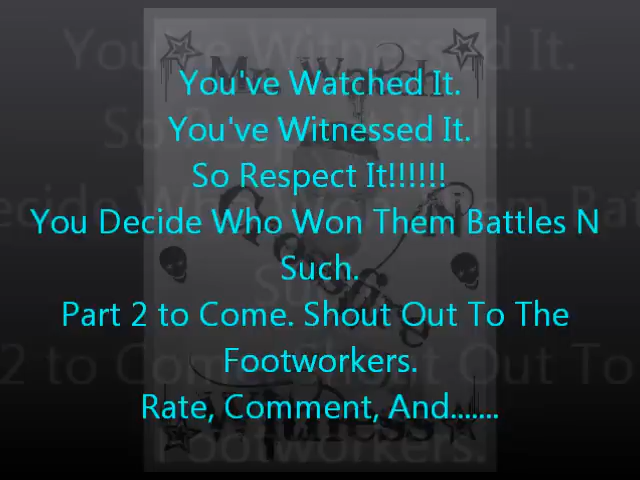 You've Watched It.
You've Witnessed It.
So Respect It!!!!!!
You Decide Who Won Them Battles N
Such.
Part 2 to Come. Shout Out To The
Footworkers.
Rate, Comment, And.......